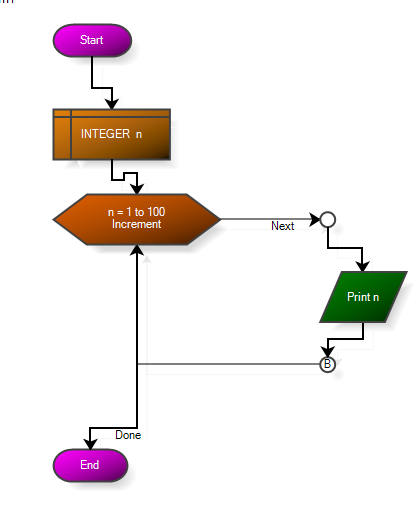 Start
INTEGER n
n = 1 to 100
Increment
Next
Print n
B
Done
End